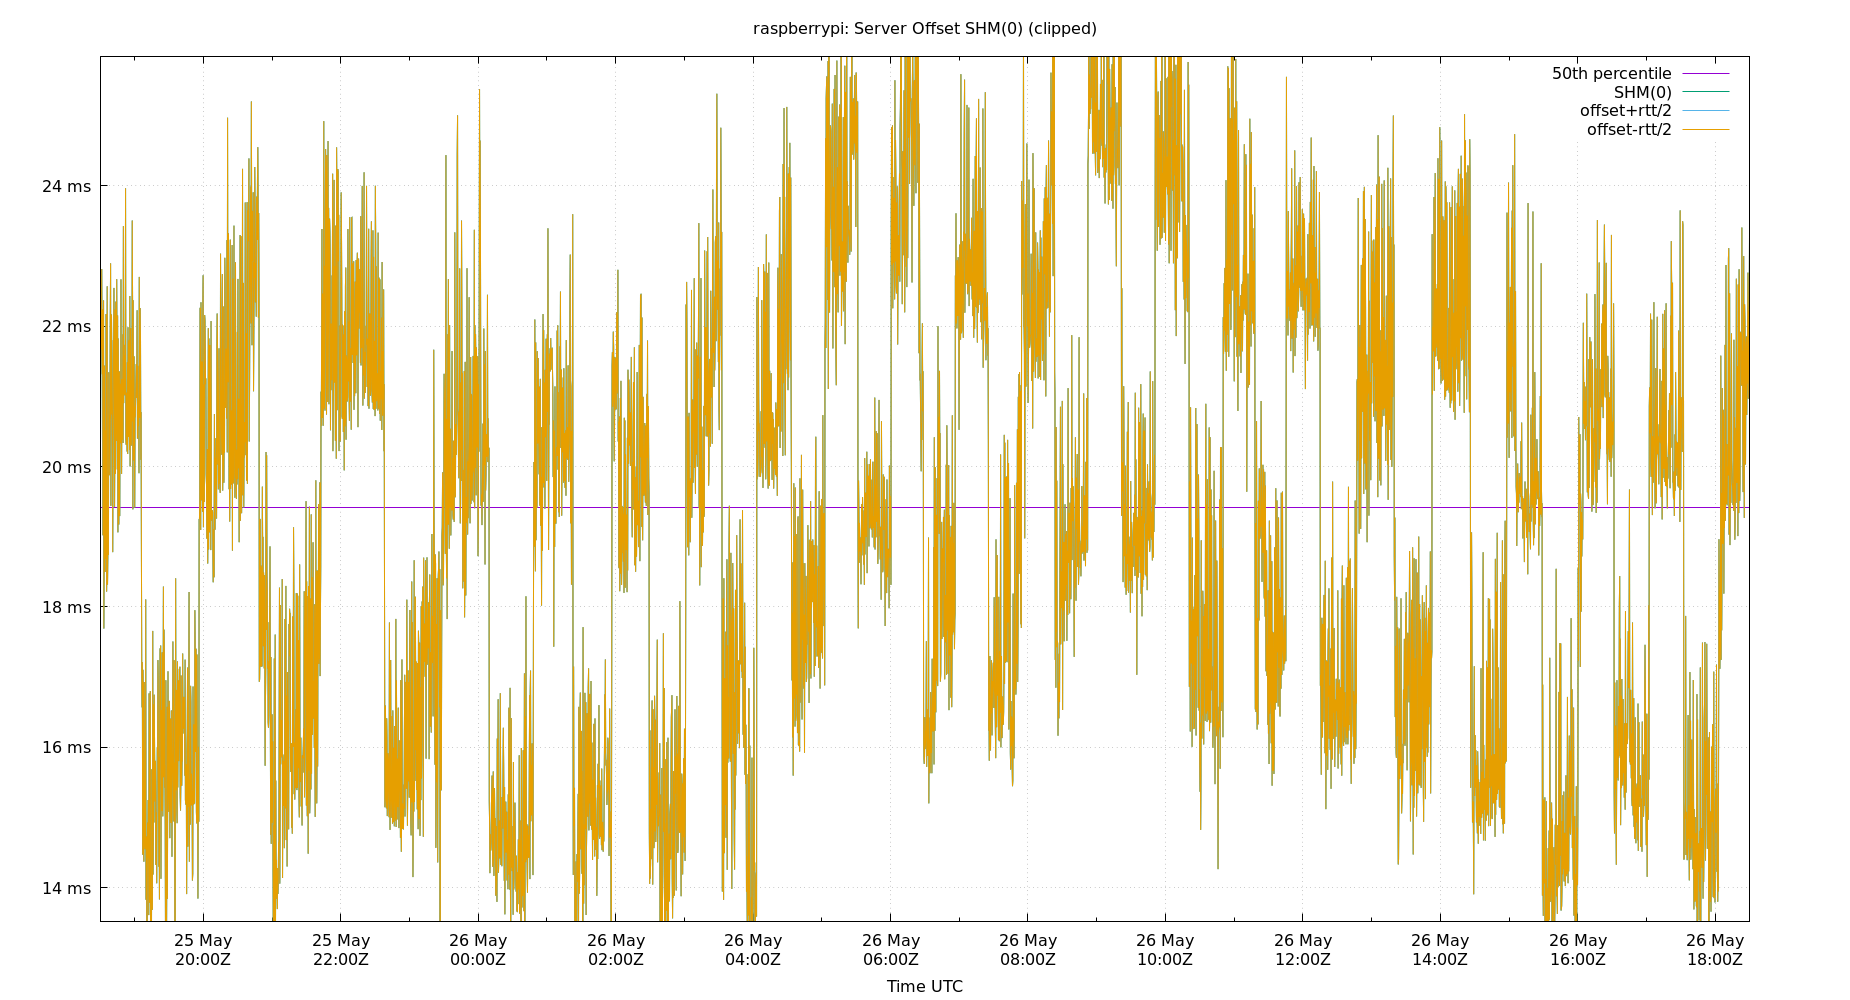 raspberrypi: Server Offset SHM(0) (clipped)
50th percentile
SHM(0)
offset+rtt/2
offset-rtt/2
24 ms
22 ms
20 ms
18 ms
16 ms
14 ms
25 May 25 May 26 May 26 May 26 May 26 May 26 May 26 May 26 May 26 May 26 May 26 May
20:00Z 22:00Z 00:00Z 02:00Z 04:00Z 06:00Z 08:00Z 10:00Z 12:00Z 14:00Z 16:00Z 18:00Z
Time UTC